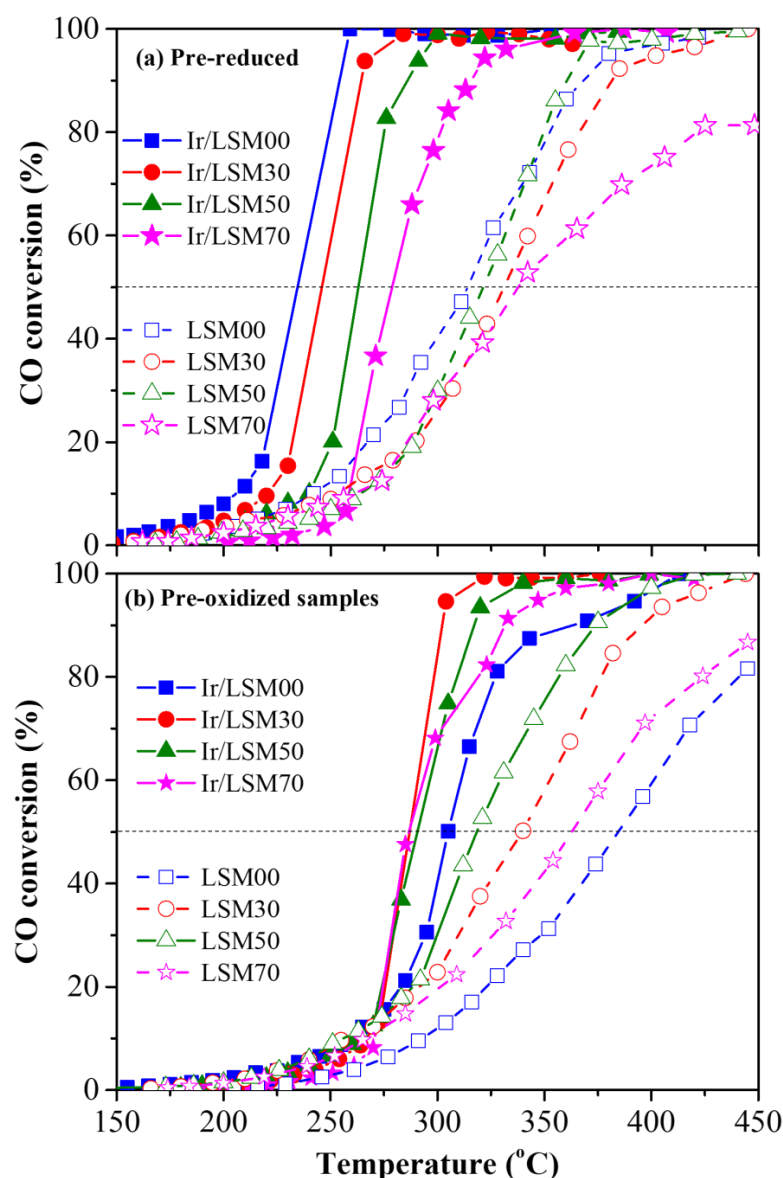 (a) Pre-reduced
Ir/LSM00
Ir/LSM30
Ir/LSM50
Ir/LSM70
LSM00
LSM30
LSM50
LSM70
CO conversion (%)
100
80
60
40
20
0
(b) Pre-oxidized samples
Ir/LSM00
Ir/LSM30
Ir/LSM50
Ir/LSM70
LSM00
LSM30
LSM50
LSM70
CO conversion (%)
100
80
60
40
20
0
150 200 250 300 350 400 450
Temperature (°C)